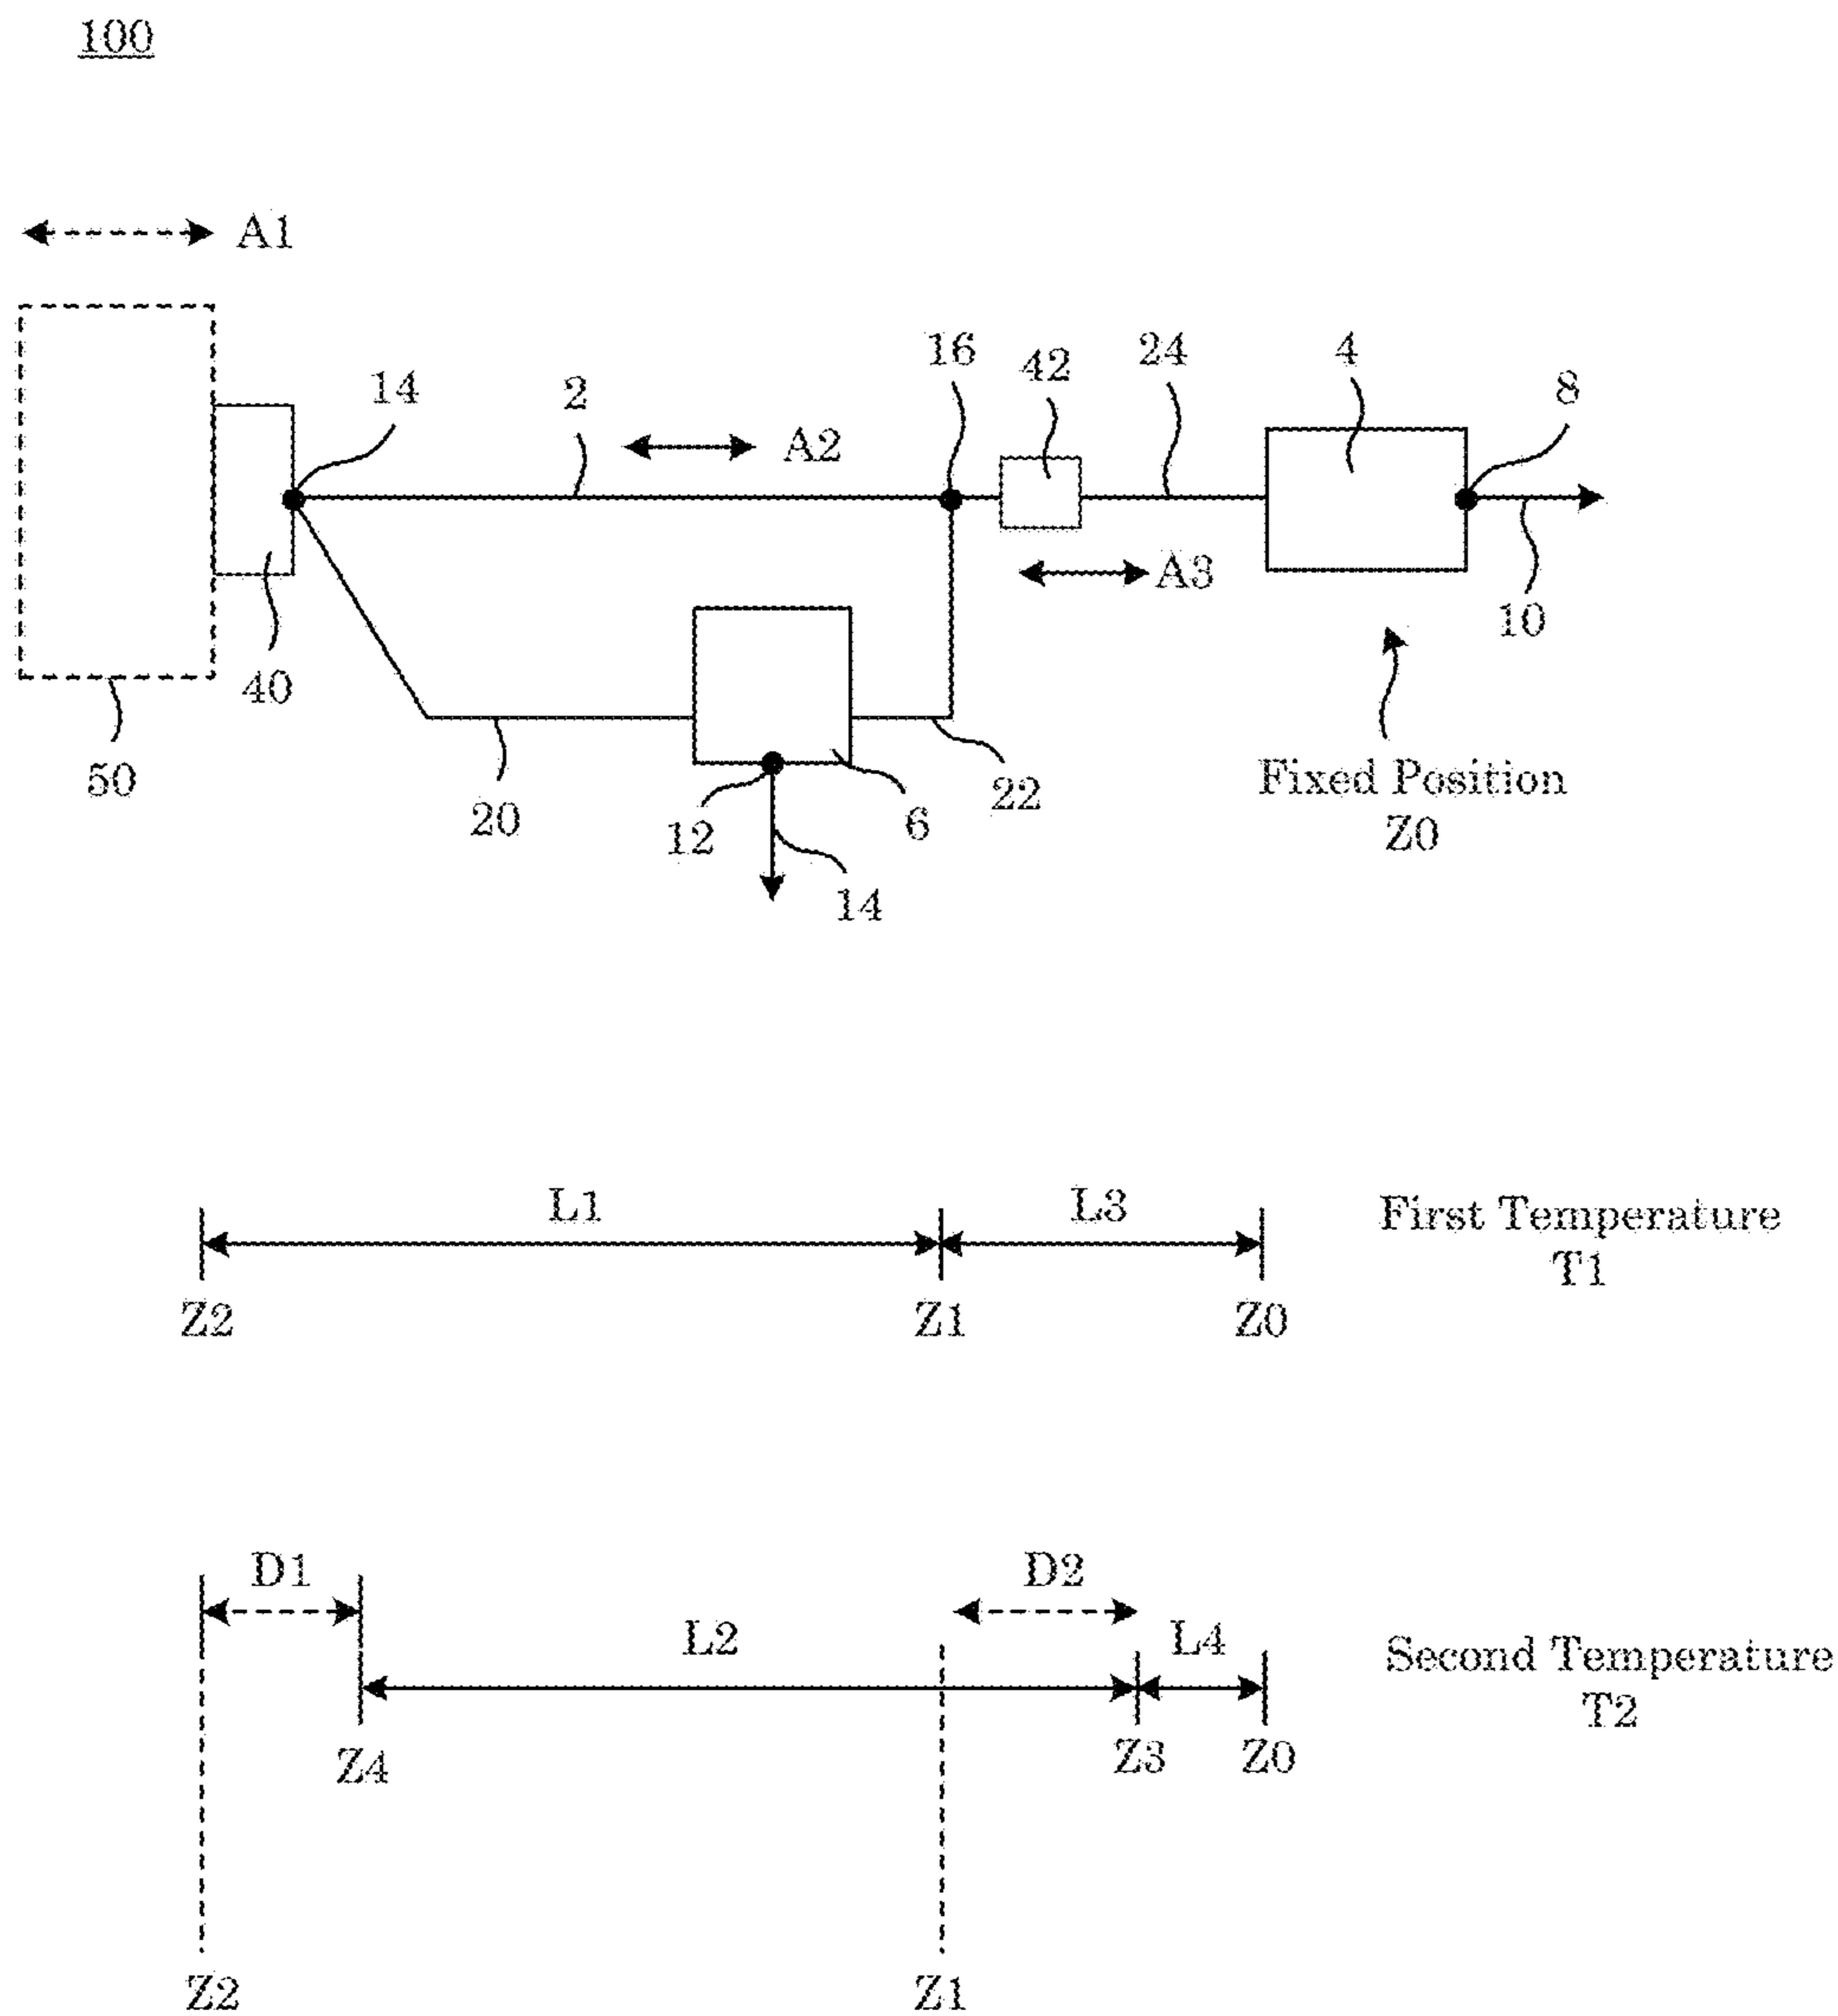 100
A1
16
42
24
4
8
14
2
A2
A3
10
40
50
20
12
6
22
Fixed Position
Z0
14
L1
L3
First Temperature
T1
Z2
Z1
Z0
D1
D2
L2
L4
Second Temperature
T2
Z4
Z3
Z0
Z2
Z1